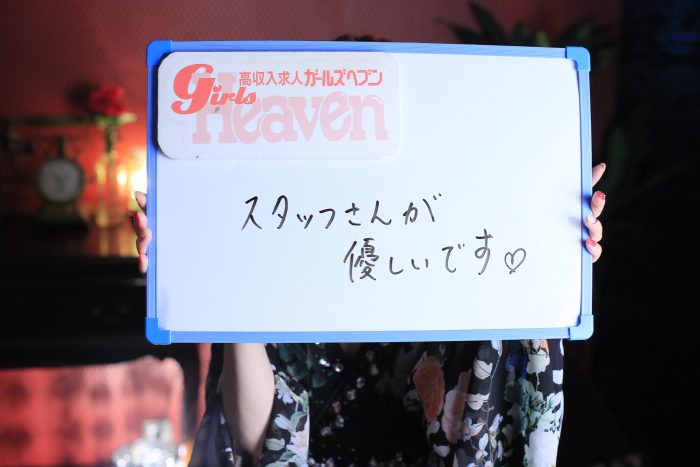 高収入求人 ガールズヘブン
Girls
Heaven
スタッフさんが
優しいです♡